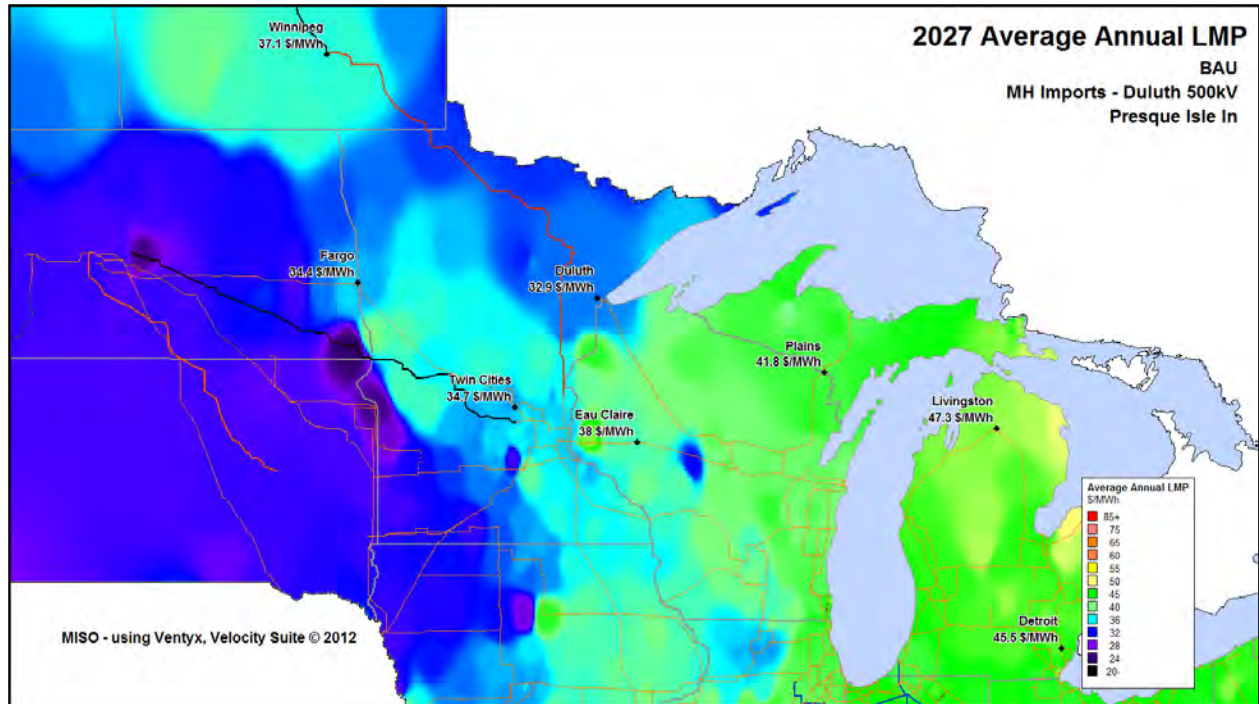 2027 Average Annual LMP
BAU
MH Imports - Duluth 500kV
Presque Isle In
Winnipeg
37.1 $/MWh
Fargo
34.4 $/MWh
Duluth
32.9 $/MWh
Plains
41.8 $/MWh
Twin Cities
34.7 $/MWh
Eau Claire
38 $/MWh
Livingston
47.3 $/MWh
Average Annual LMP
$/MWh
85+
75
65
60
55
50
45
40
36
32
28
24
20-
Detroit
45.5 $/MWh
MISO - using Ventyx, Velocity Suite © 2012